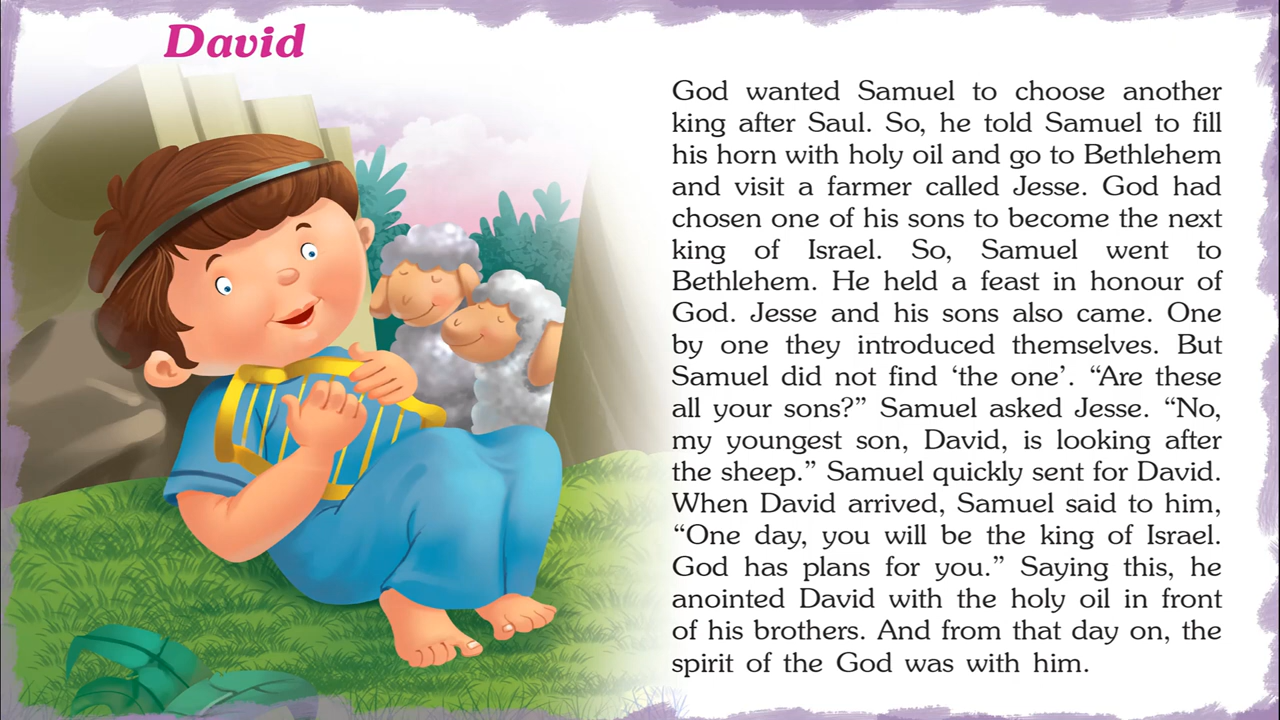 David
God wanted Samuel to choose another
king after Saul. So, he told Samuel to fill
his horn with holy oil and go to Bethlehem
and visit a farmer called Jesse. God had
chosen one of his sons to become the next
king of Israel. So, Samuel went to
Bethlehem. He held a feast in honour of
God. Jesse and his sons also came. One
by one they introduced themselves. But
Samuel did not find ‘the one’. “Are these
all your sons?” Samuel asked Jesse. “No,
my youngest son, David, is looking after
the sheep.” Samuel quickly sent for David.
When David arrived, Samuel said to him,
“One day, you will be the king of Israel.
God has plans for you.” Saying this, he
anointed David with the holy oil in front
of his brothers. And from that day on, the
spirit of the God was with him.